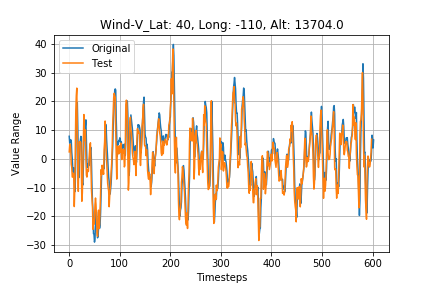 Wind-V_Lat: 40, Long: -110, Alt: 13704.0
Original
Test
Value Range
40
30
20
10
0
−10
−20
−30
0 100 200 300 400 500 600
Timesteps